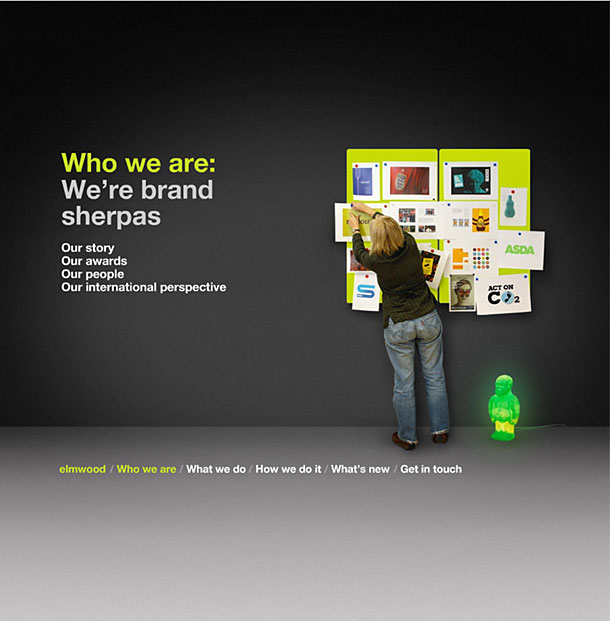 Who we are:
We're brand
sherpas
Our story
Our awards
Our people
Our international perspective
ASDA
ACT ON
CO2
elmwood / Who we are / What we do / How we do it / What's new / Get in touch